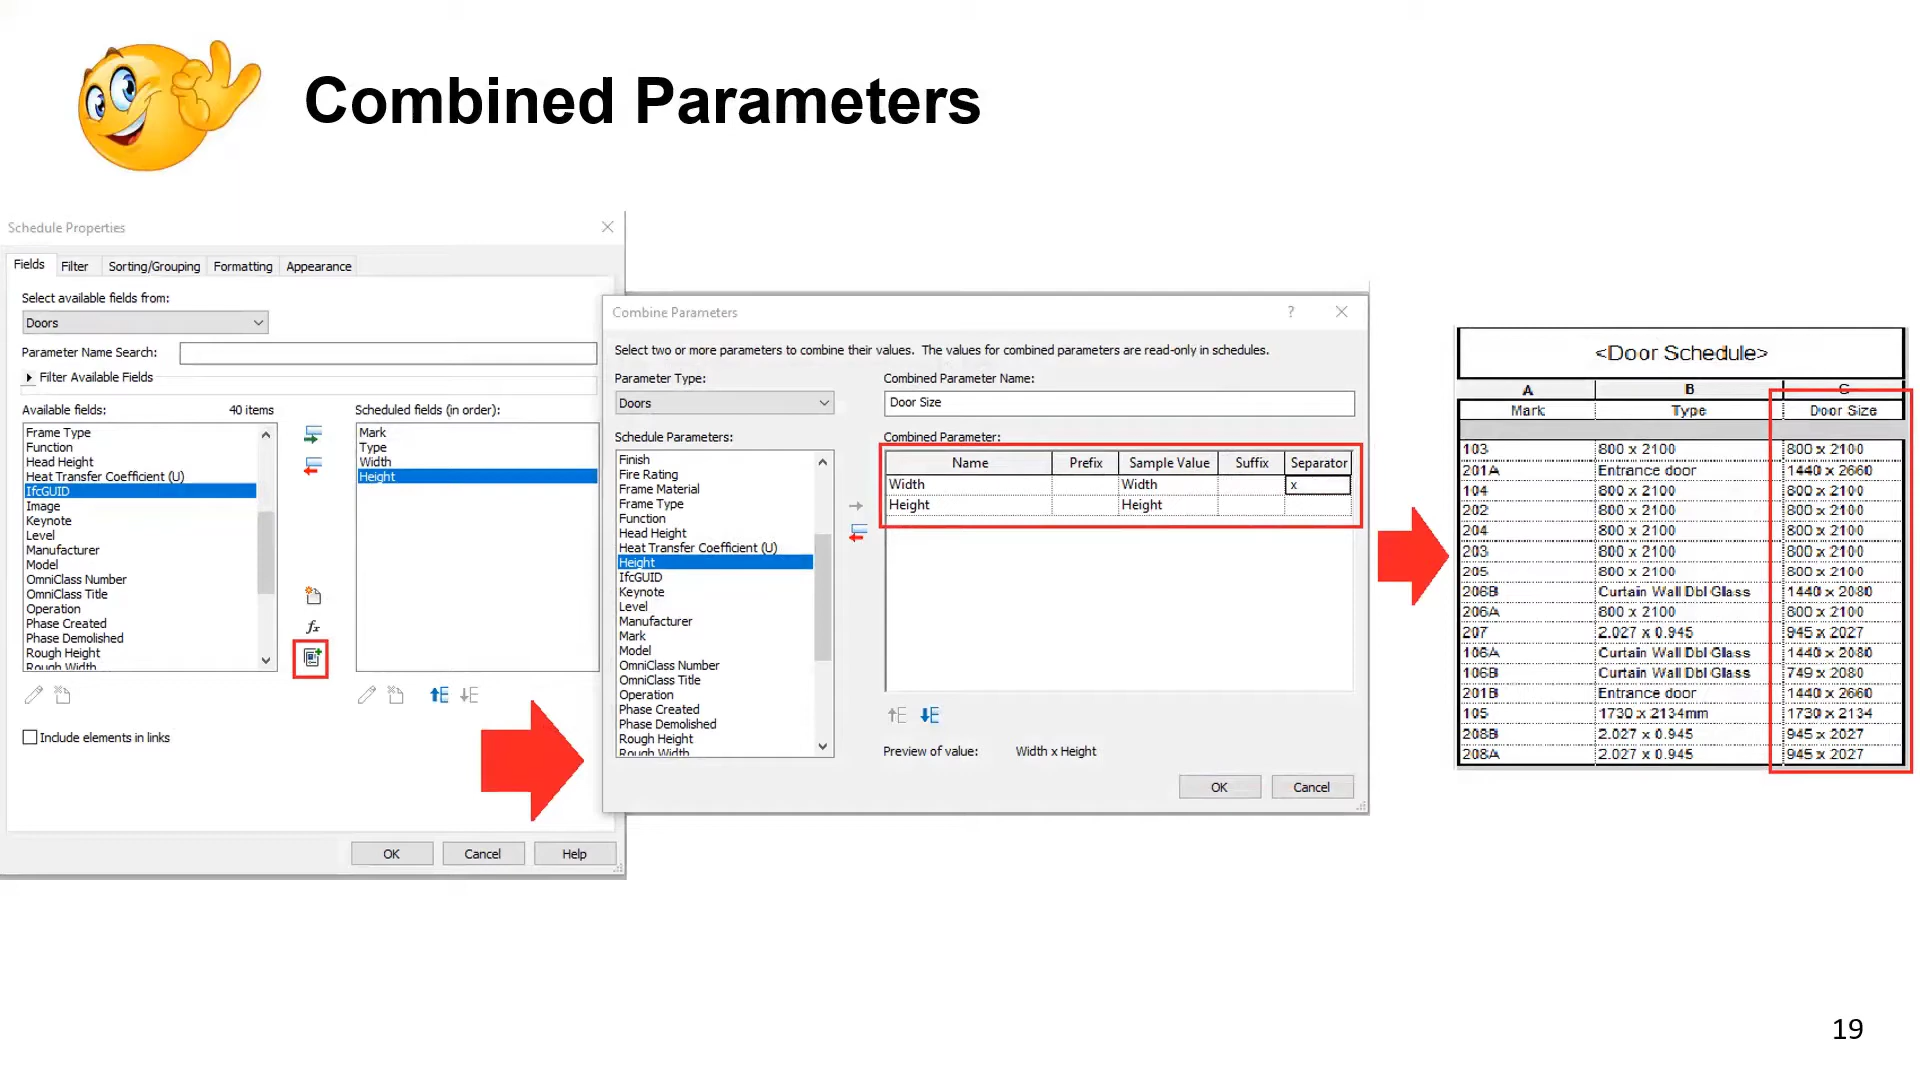 Combined Parameters
Schedule Properties
Fields Filter Sorting/Grouping Formatting Appearance
Select available fields from:
Doors
Parameter Name Search:
Filter Available Fields
Available fields: 40 items
Frame Type
Function
Head Height
Heat Transfer Coefficient (U)
IfcGUID
Image
Keynote
Level
Manufacturer
Model
OmniClass Number
OmniClass Title
Operation
Phase Created
Phase Demolished
Rough Height
Rough Width
fx
Scheduled fields (in order):
Mark
Type
Width
Height
Include elements in links
OK Cancel Help
Combine Parameters ?
Select two or more parameters to combine their values. The values for combined parameters are read-only in schedules.
Parameter Type:
Doors
Schedule Parameters:
Finish
Fire Rating
Frame Material
Frame Type
Function
Head Height
Heat Transfer Coefficient (U)
Height
IfcGUID
Keynote
Level
Manufacturer
Mark
Model
OmniClass Number
OmniClass Title
Operation
Phase Created
Phase Demolished
Rough Height
Rough Width
Combined Parameter Name:
Door Size
Combined Parameter:
Name Prefix Sample Value Suffix Separator
Width Width x
Height Height
Preview of value: Width x Height
OK Cancel
<Door Schedule>
A B C
Mark Type Door Size
103 800 x 2100 800 x 2100
201A Entrance door 1440 x 2660
104 800 x 2100 800 x 2100
202 800 x 2100 800 x 2100
204 800 x 2100 800 x 2100
203 800 x 2100 800 x 2100
205 800 x 2100 800 x 2100
206B Curtain Wall Dbl Glass 1440 x 2080
206A 800 x 2100 800 x 2100
207 2.027 x 0.945 945 x 2027
106A Curtain Wall Dbl Glass 1440 x 2080
106B Curtain Wall Dbl Glass 749 x 2080
201B Entrance door 1440 x 2660
105 1730 x 2134mm 1730 x 2134
208B 2.027 x 0.945 945 x 2027
208A 2.027 x 0.945 945 x 2027
19